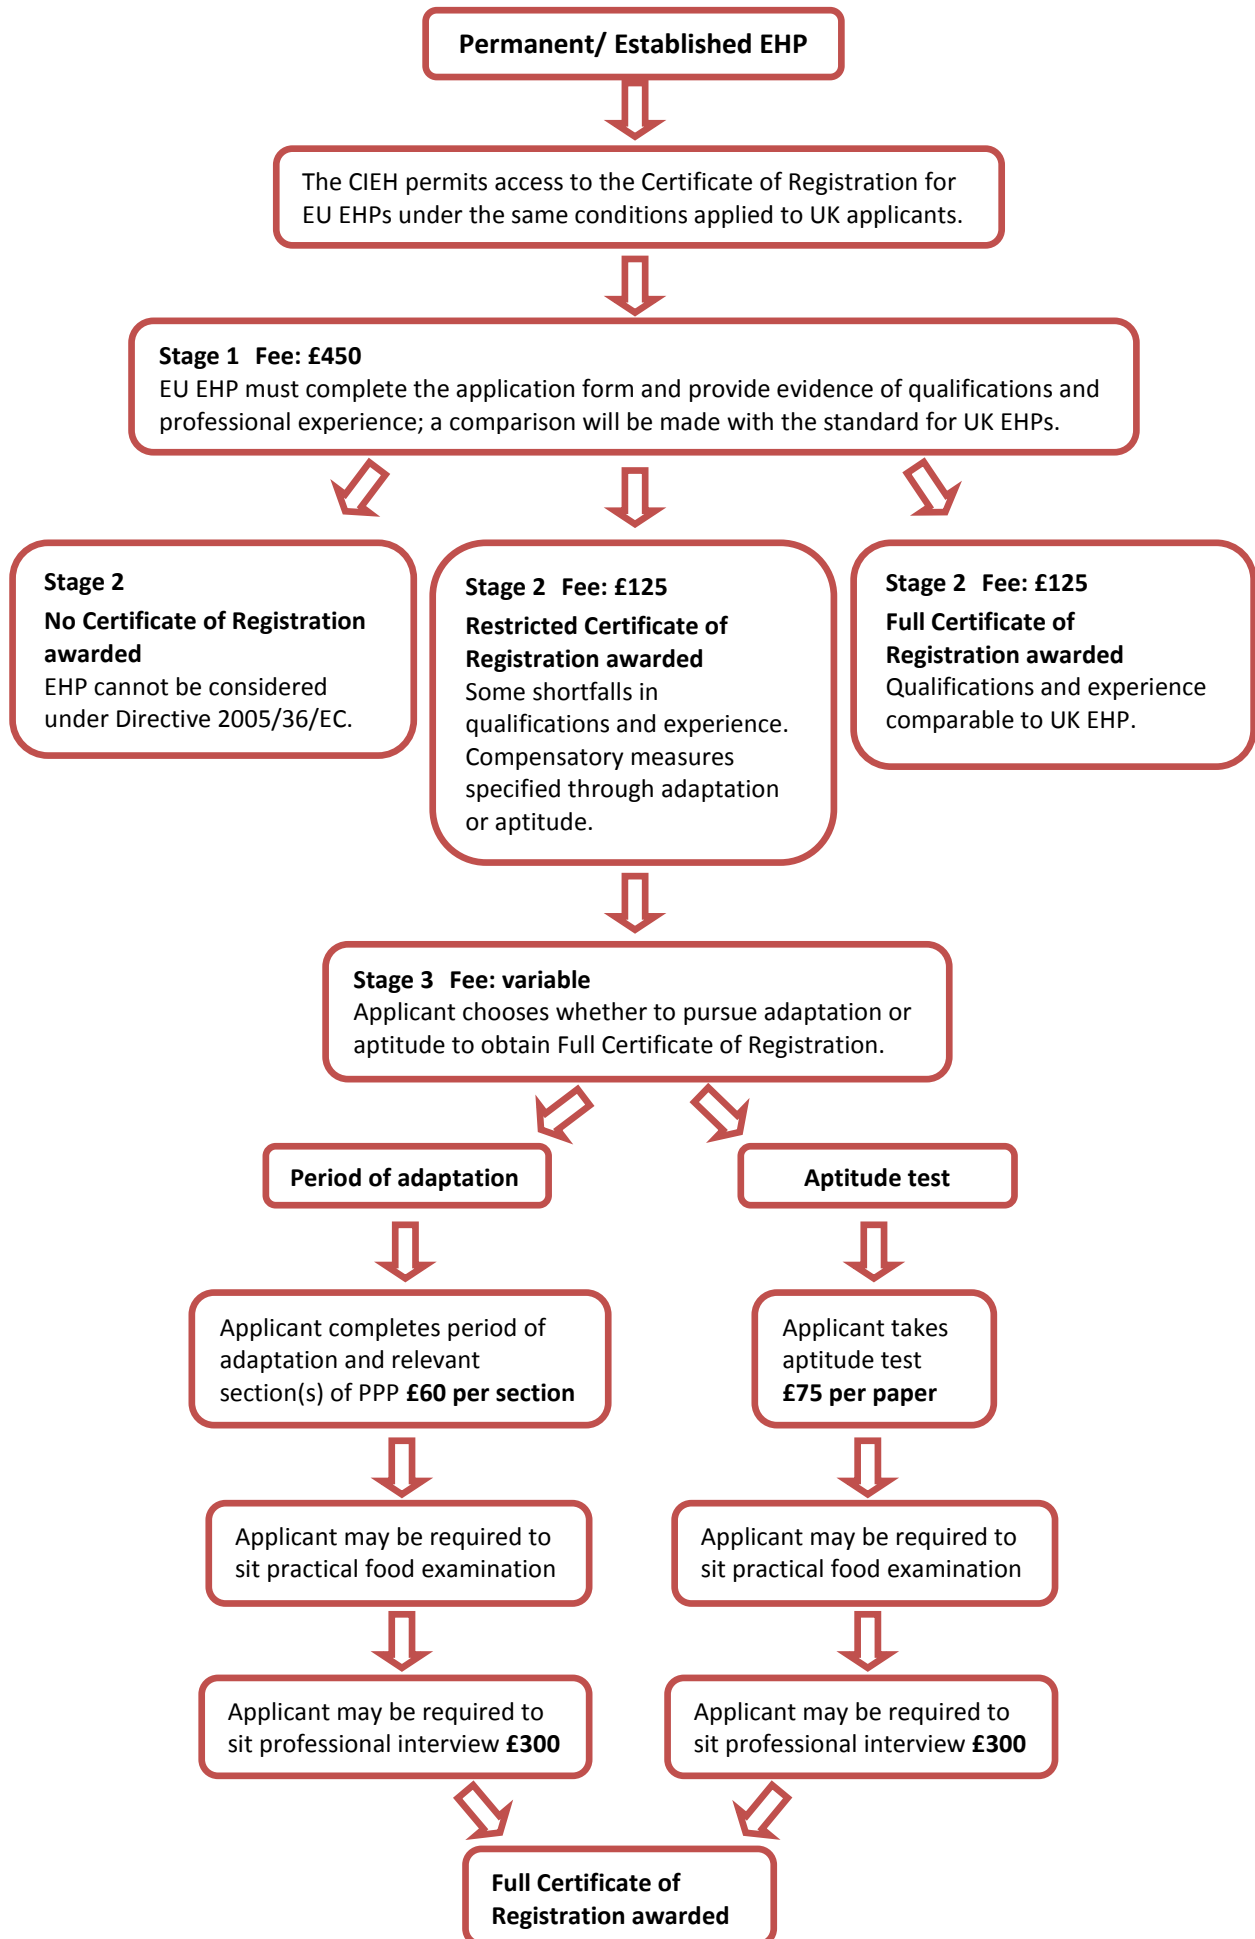 Permanent/ Established EHP
The CIEH permits access to the Certificate of Registration for
EU EHPs under the same conditions applied to UK applicants.
Stage 1 Fee: £450
EU EHP must complete the application form and provide evidence of qualifications and
professional experience; a comparison will be made with the standard for UK EHPs.
Stage 2
No Certificate of Registration
awarded
EHP cannot be considered
under Directive 2005/36/EC.
Stage 2 Fee: £125
Restricted Certificate of
Registration awarded
Some shortfalls in
qualifications and experience.
Compensatory measures
specified through adaptation
or aptitude.
Stage 2 Fee: £125
Full Certificate of
Registration awarded
Qualifications and experience
comparable to UK EHP.
Stage 3 Fee: variable
Applicant chooses whether to pursue adaptation or
aptitude to obtain Full Certificate of Registration.
Period of adaptation
Aptitude test
Applicant completes period of
adaptation and relevant
section(s) of PPP £60 per section
Applicant takes
aptitude test
£75 per paper
Applicant may be required to
sit practical food examination
Applicant may be required to
sit practical food examination
Applicant may be required to
sit professional interview £300
Applicant may be required to
sit professional interview £300
Full Certificate of
Registration awarded